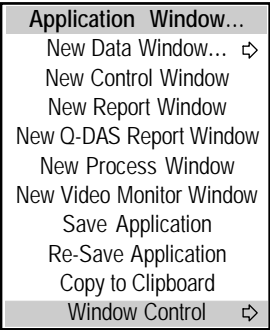 Application Window...
New Data Window...
New Control Window
New Report Window
New Q-DAS Report Window
New Process Window
New Video Monitor Window
Save Application
Re-Save Application
Copy to Clipboard
Window Control